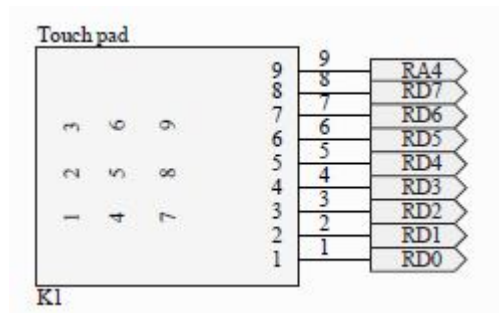 Touch pad
9 9 RA4
8 8 RD7
7 7 RD6
3 6 9 6 6 RD5
5 5 RD4
2 5 8 4 4 RD3
3 3 RD2
1 4 7 2 2 RD1
1 1 RD0
K1